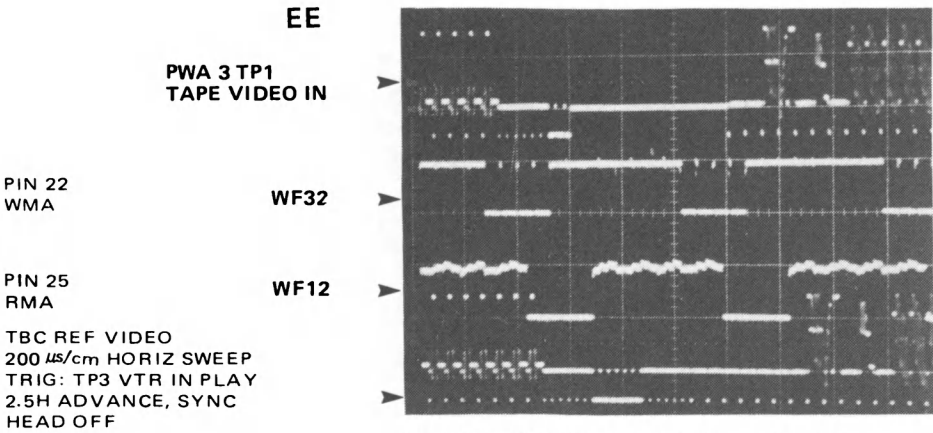 EE
PWA 3 TP1
TAPE VIDEO IN
PIN 22
WMA
WF32
PIN 25
RMA
WF12
TBC REF VIDEO
200 µs/cm HORIZ SWEEP
TRIG: TP3 VTR IN PLAY
2.5H ADVANCE, SYNC
HEAD OFF